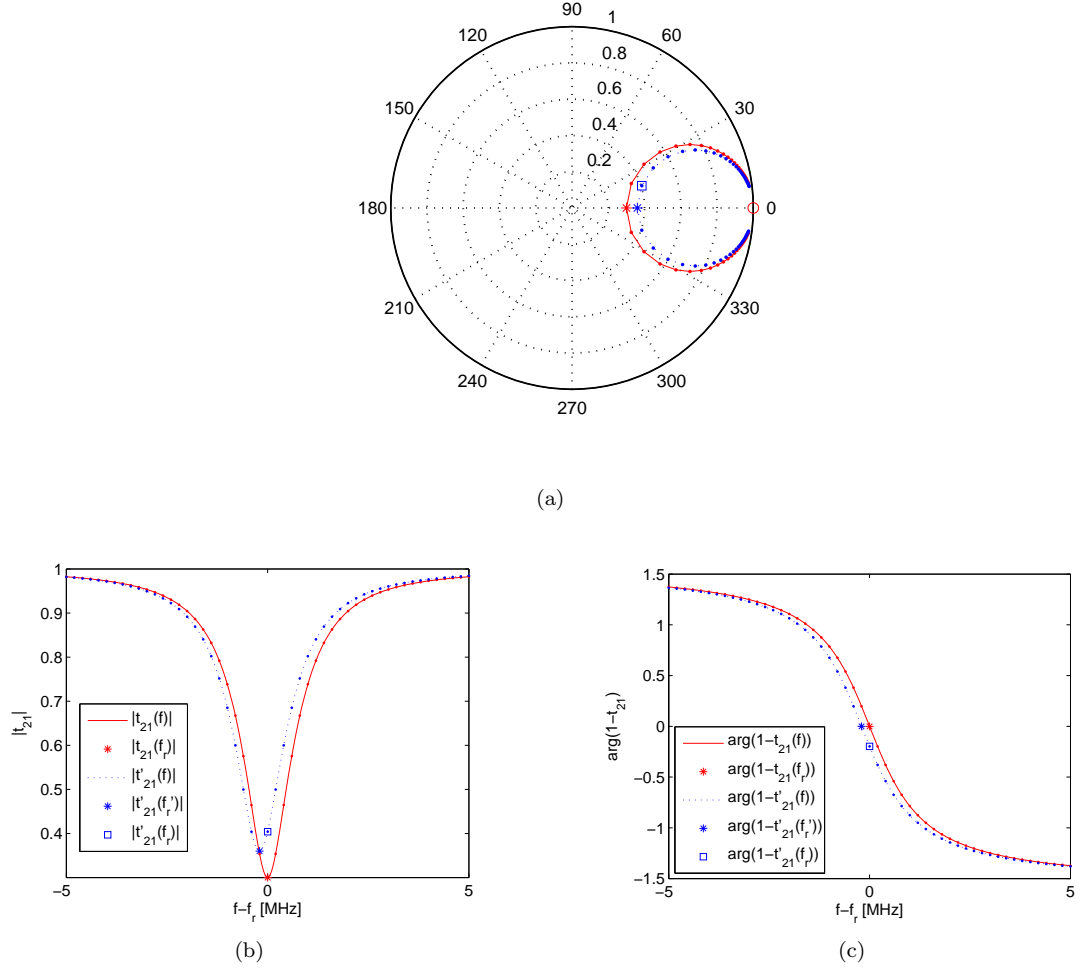 90
120
1
60
0.8
0.6
150
30
0.4
0.2
180
0
210
330
240
300
270
(a)
1
0.9
0.8
0.7
0.6
0.5
0.4
|t21|
|t21(f)|
|t21(fr)|
|t'21(f)|
|t'21(fr')|
|t'21(fr)|
−5
0
5
f−fr [MHz]
(b)
1.5
1
0.5
0
−0.5
−1
−1.5
arg(1−t21)
arg(1−t21(f))
arg(1−t21(fr))
arg(1−t'21(f))
arg(1−t'21(fr'))
arg(1−t'21(fr))
−5
0
5
f−fr [MHz]
(c)